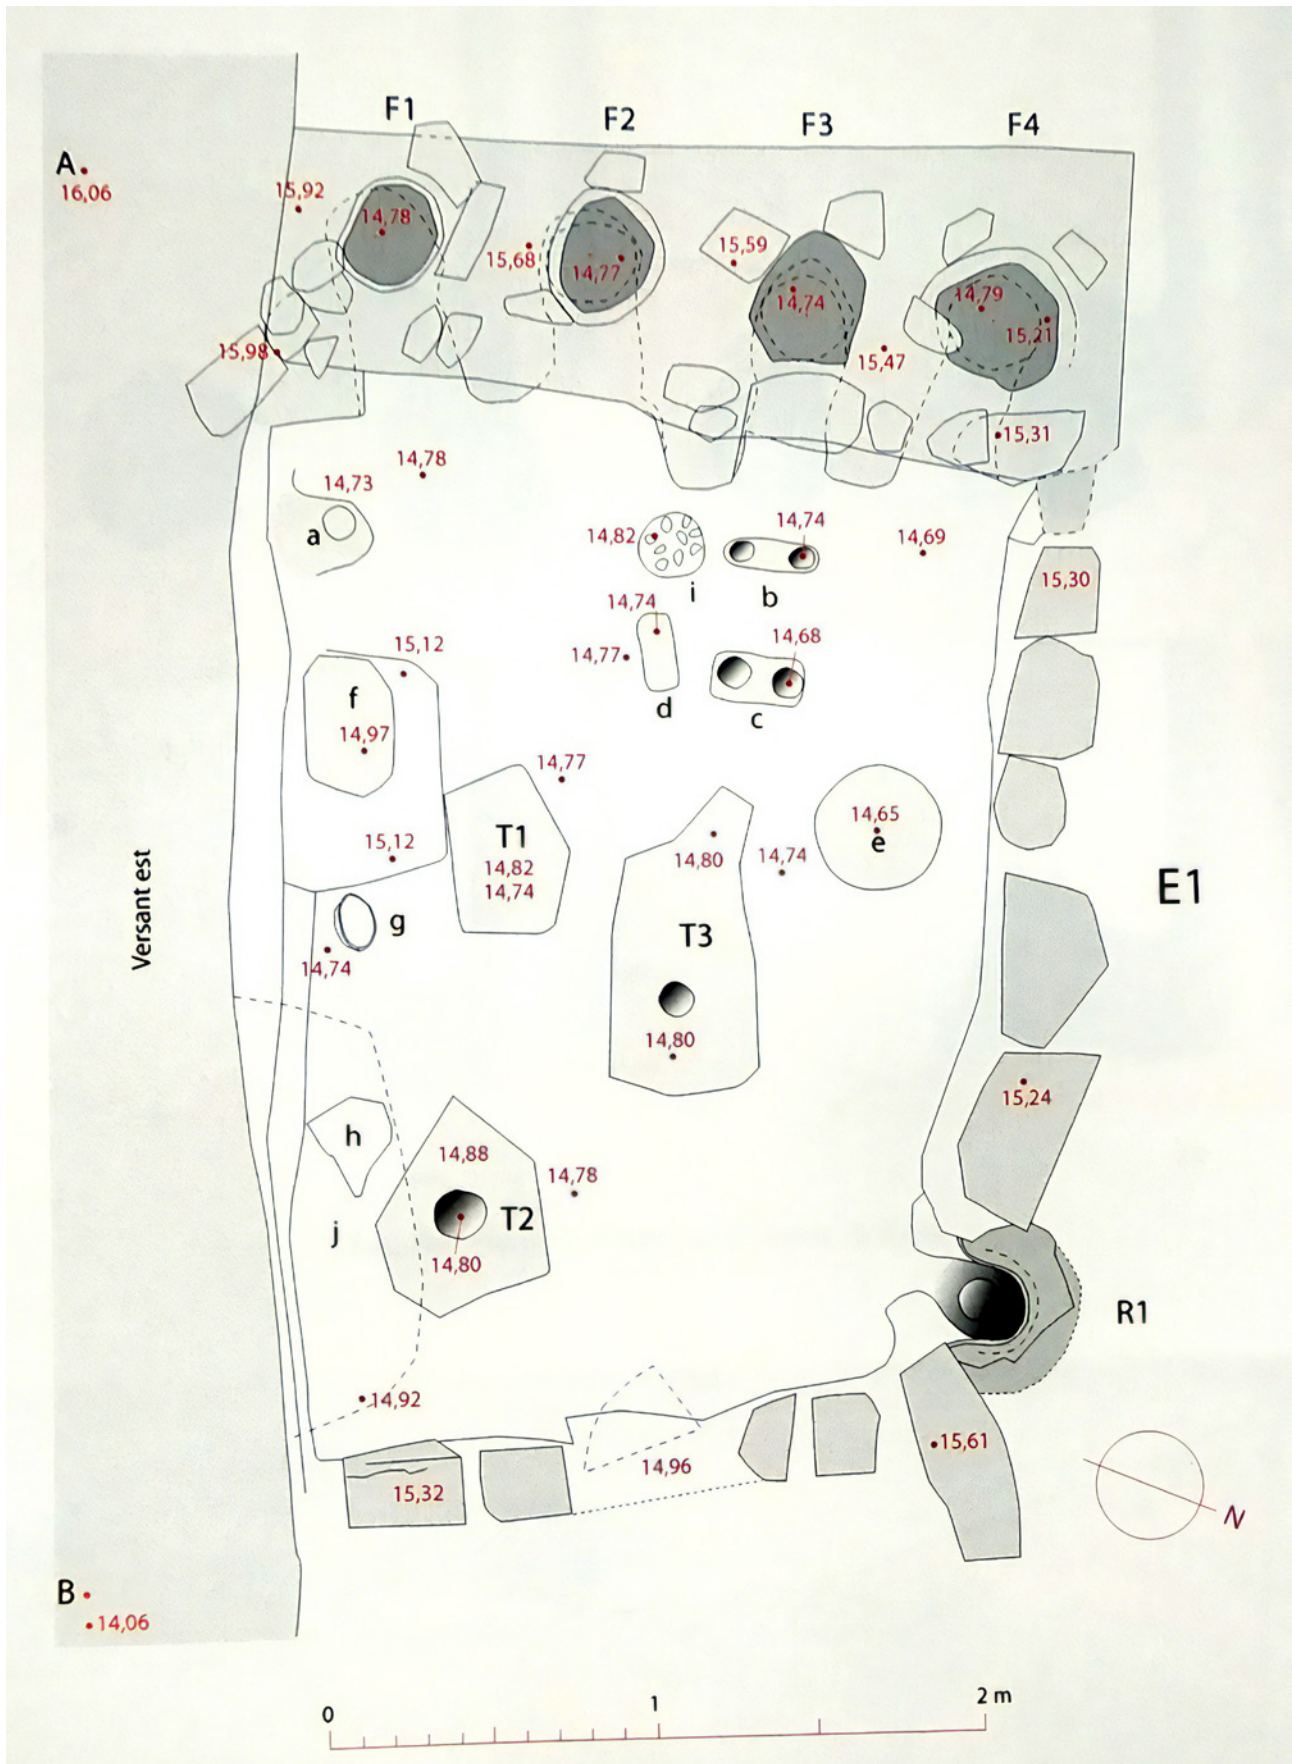 F1
F2
F3
F4
A
16,06
15,92
14,78
15,68
14,77
15,59
14,74
14,79
15,21
15,98
15,47
15,31
14,78
14,73
a
14,82
i
14,74
b
14,69
15,30
15,12
14,74
14,77
d
14,68
c
f
14,97
14,77
15,12
T1
14,82
14,74
14,80
14,74
14,65
e
E1
Versant est
g
14,74
T3
14,80
15,24
h
14,88
14,78
j
T2
14,80
R1
14,92
15,61
14,96
15,32
N
B
14,06
0
1
2 m